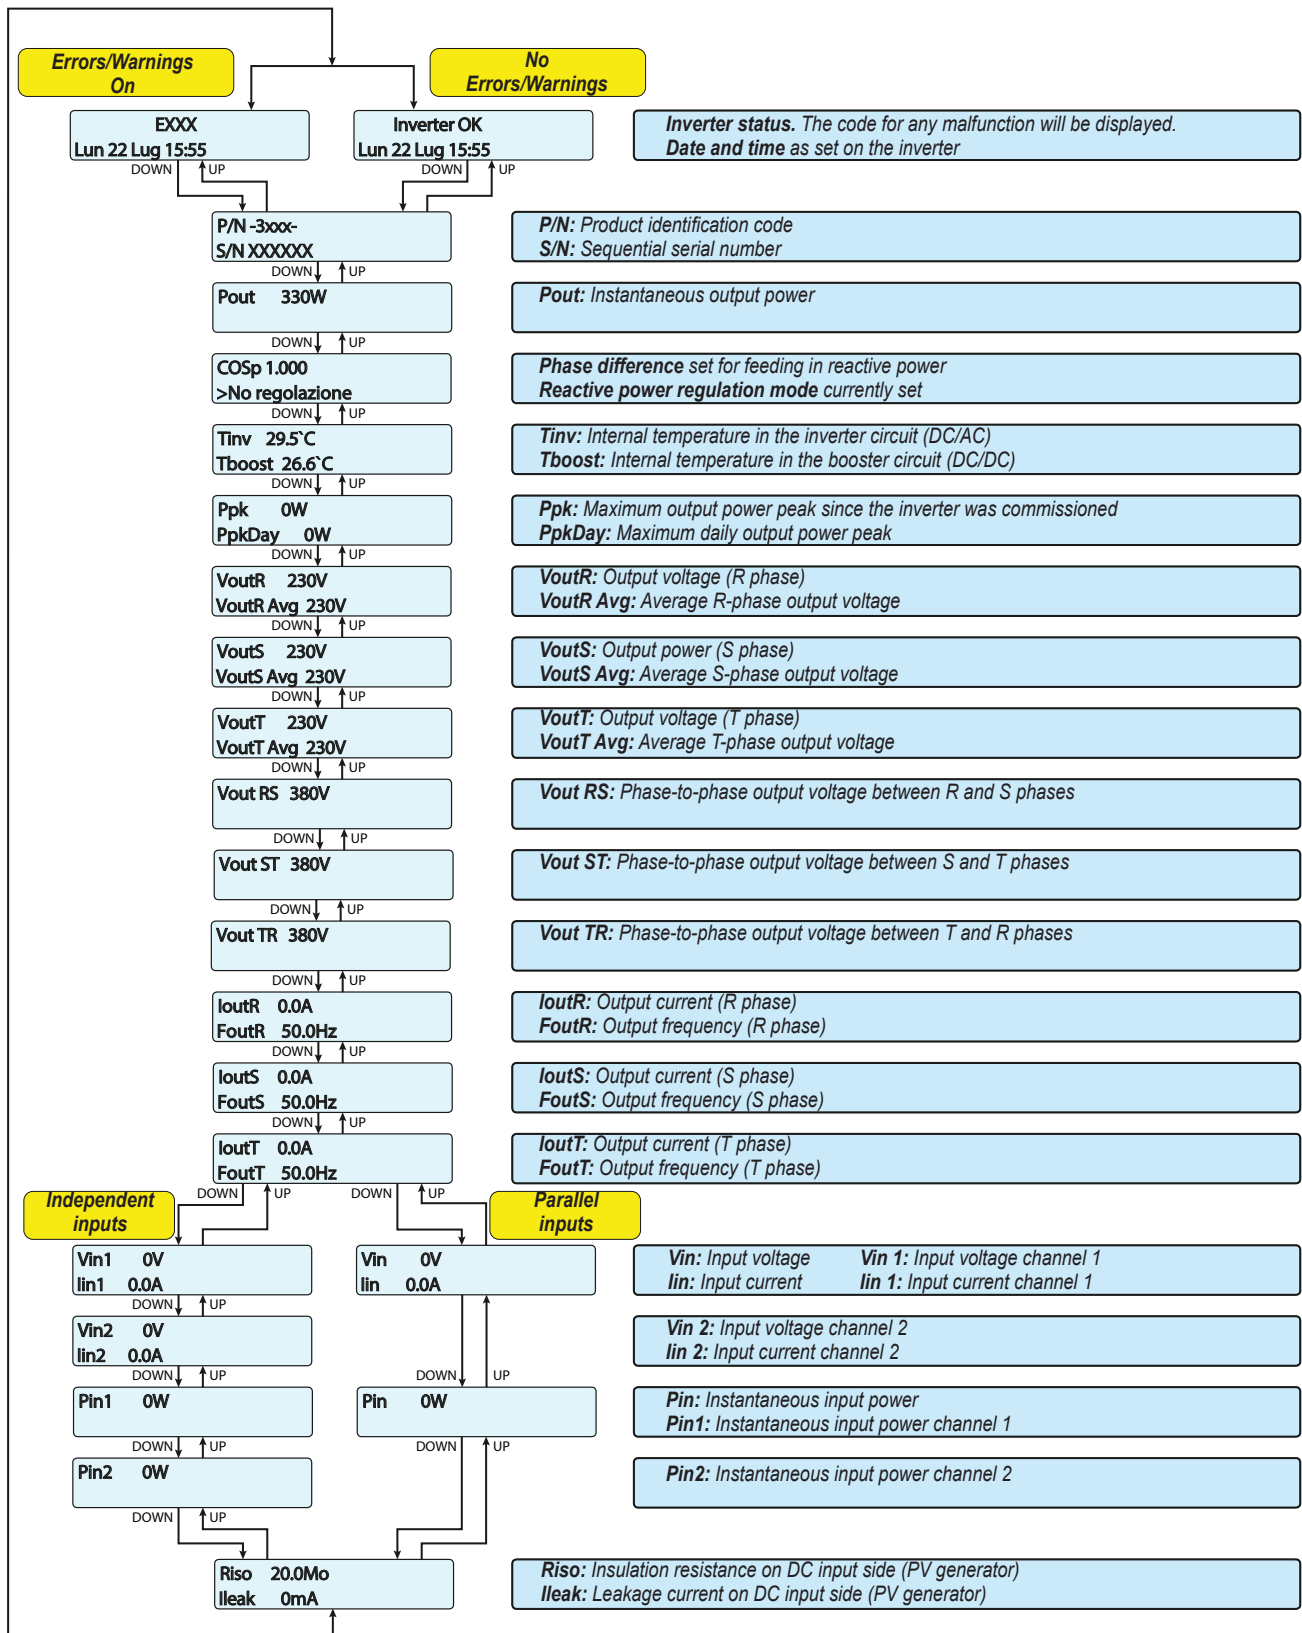 Errors/Warnings
On
No
Errors/Warnings
EXXX
Lun 22 Lug 15:55
Inverter OK
Lun 22 Lug 15:55
Inverter status. The code for any malfunction will be displayed.
Date and time as set on the inverter
DOWN UP
DOWN UP
P/N -3xxx-
S/N XXXXXX
P/N: Product identification code
S/N: Sequential serial number
DOWN UP
Pout 330W
Pout: Instantaneous output power
DOWN UP
COSp 1.000
>No regolazione
Phase difference set for feeding in reactive power
Reactive power regulation mode currently set
DOWN UP
Tinv 29.5`C
Tboost 26.6`C
Tinv: Internal temperature in the inverter circuit (DC/AC)
Tboost: Internal temperature in the booster circuit (DC/DC)
DOWN UP
Ppk 0W
PpkDay 0W
Ppk: Maximum output power peak since the inverter was commissioned
PpkDay: Maximum daily output power peak
DOWN UP
VoutR 230V
VoutR Avg 230V
VoutR: Output voltage (R phase)
VoutR Avg: Average R-phase output voltage
DOWN UP
VoutS 230V
VoutS Avg 230V
VoutS: Output power (S phase)
VoutS Avg: Average S-phase output voltage
DOWN UP
VoutT 230V
VoutT Avg 230V
VoutT: Output voltage (T phase)
VoutT Avg: Average T-phase output voltage
DOWN UP
Vout RS 380V
Vout RS: Phase-to-phase output voltage between R and S phases
DOWN UP
Vout ST 380V
Vout ST: Phase-to-phase output voltage between S and T phases
DOWN UP
Vout TR 380V
Vout TR: Phase-to-phase output voltage between T and R phases
DOWN UP
IoutR 0.0A
FoutR 50.0Hz
IoutR: Output current (R phase)
FoutR: Output frequency (R phase)
DOWN UP
IoutS 0.0A
FoutS 50.0Hz
IoutS: Output current (S phase)
FoutS: Output frequency (S phase)
DOWN UP
IoutT 0.0A
FoutT 50.0Hz
IoutT: Output current (T phase)
FoutT: Output frequency (T phase)
DOWN UP
DOWN UP
Independent
inputs
Parallel
inputs
Vin1 0V
Iin1 0.0A
Vin 0V
Iin 0.0A
Vin: Input voltage Vin 1: Input voltage channel 1
Iin: Input current Iin 1: Input current channel 1
DOWN UP
Vin2 0V
Iin2 0.0A
Vin 2: Input voltage channel 2
Iin 2: Input current channel 2
DOWN UP
DOWN UP
Pin1 0W
Pin 0W
Pin: Instantaneous input power
Pin1: Instantaneous input power channel 1
DOWN UP
DOWN UP
Pin2 0W
Pin2: Instantaneous input power channel 2
DOWN UP
Riso 20.0Mo
Ileak 0mA
Riso: Insulation resistance on DC input side (PV generator)
Ileak: Leakage current on DC input side (PV generator)